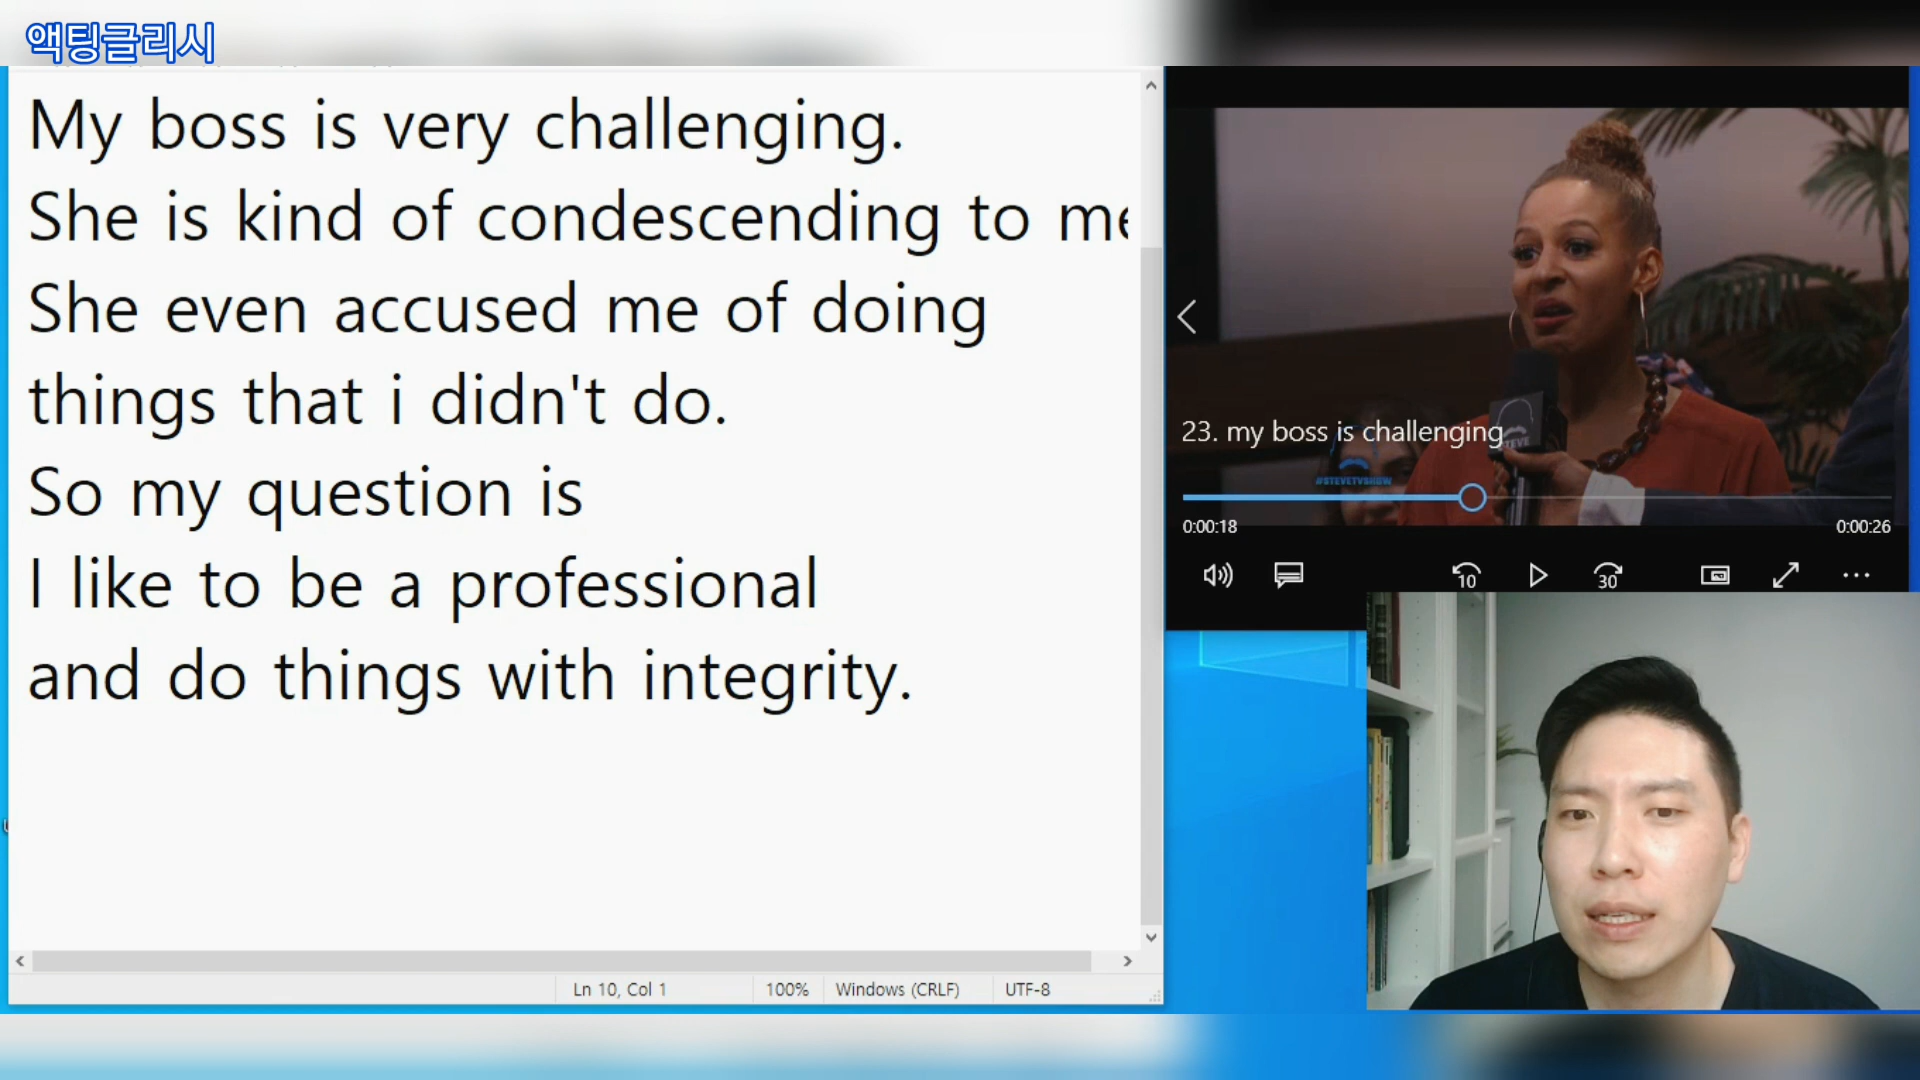 액팅글리시
My boss is very challenging.
She is kind of condescending to me
She even accused me of doing
things that i didn't do.
So my question is
I like to be a professional
and do things with integrity.
Ln 10, Col 1
100%
Windows (CRLF)
UTF-8
23. my boss is challenging
STEVE
#STEVETVSHOW
0:00:18
0:00:26
10
30